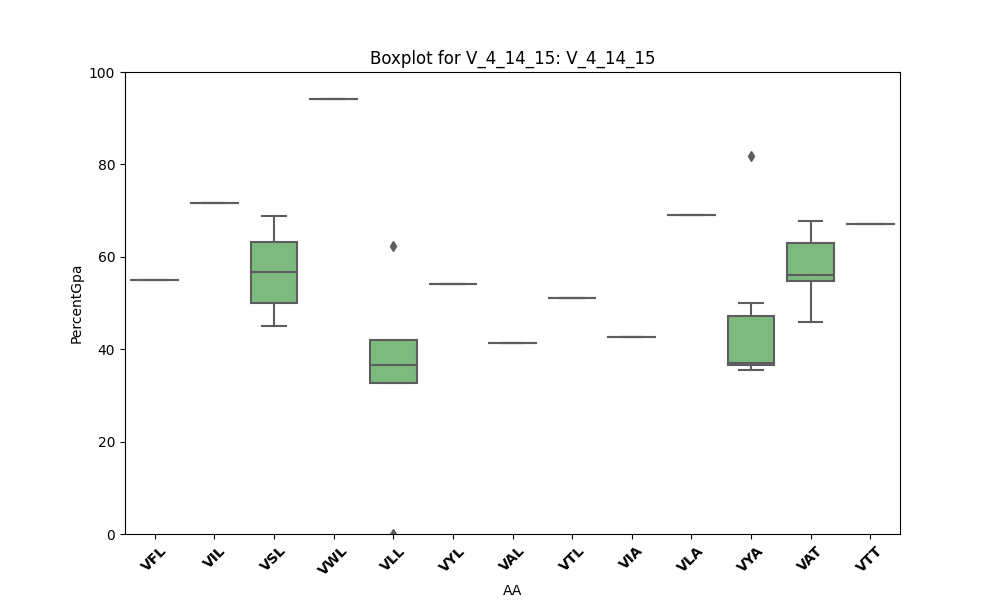 Boxplot for V_4_14_15: V_4_14_15
PercentGpa
100
80
60
40
20
0
VFL VIL VSL VWL VLL VYL VAL VTL VIA VLA VYA VAT VTT
AA